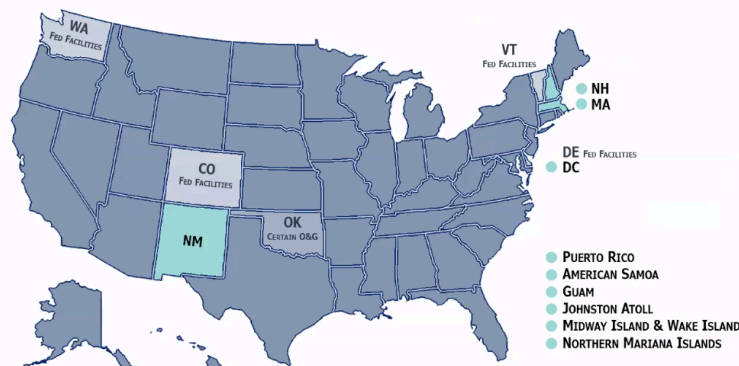 WA
FED FACILITIES
VT
FED FACILITIES
NH
MA
DE FED FACILITIES
DC
CO
FED FACILITIES
OK
CERTAIN O&G
NM
PUERTO RICO
AMERICAN SAMOA
GUAM
JOHNSTON ATOLL
MIDWAY ISLAND & WAKE ISLAND
NORTHERN MARIANA ISLANDS